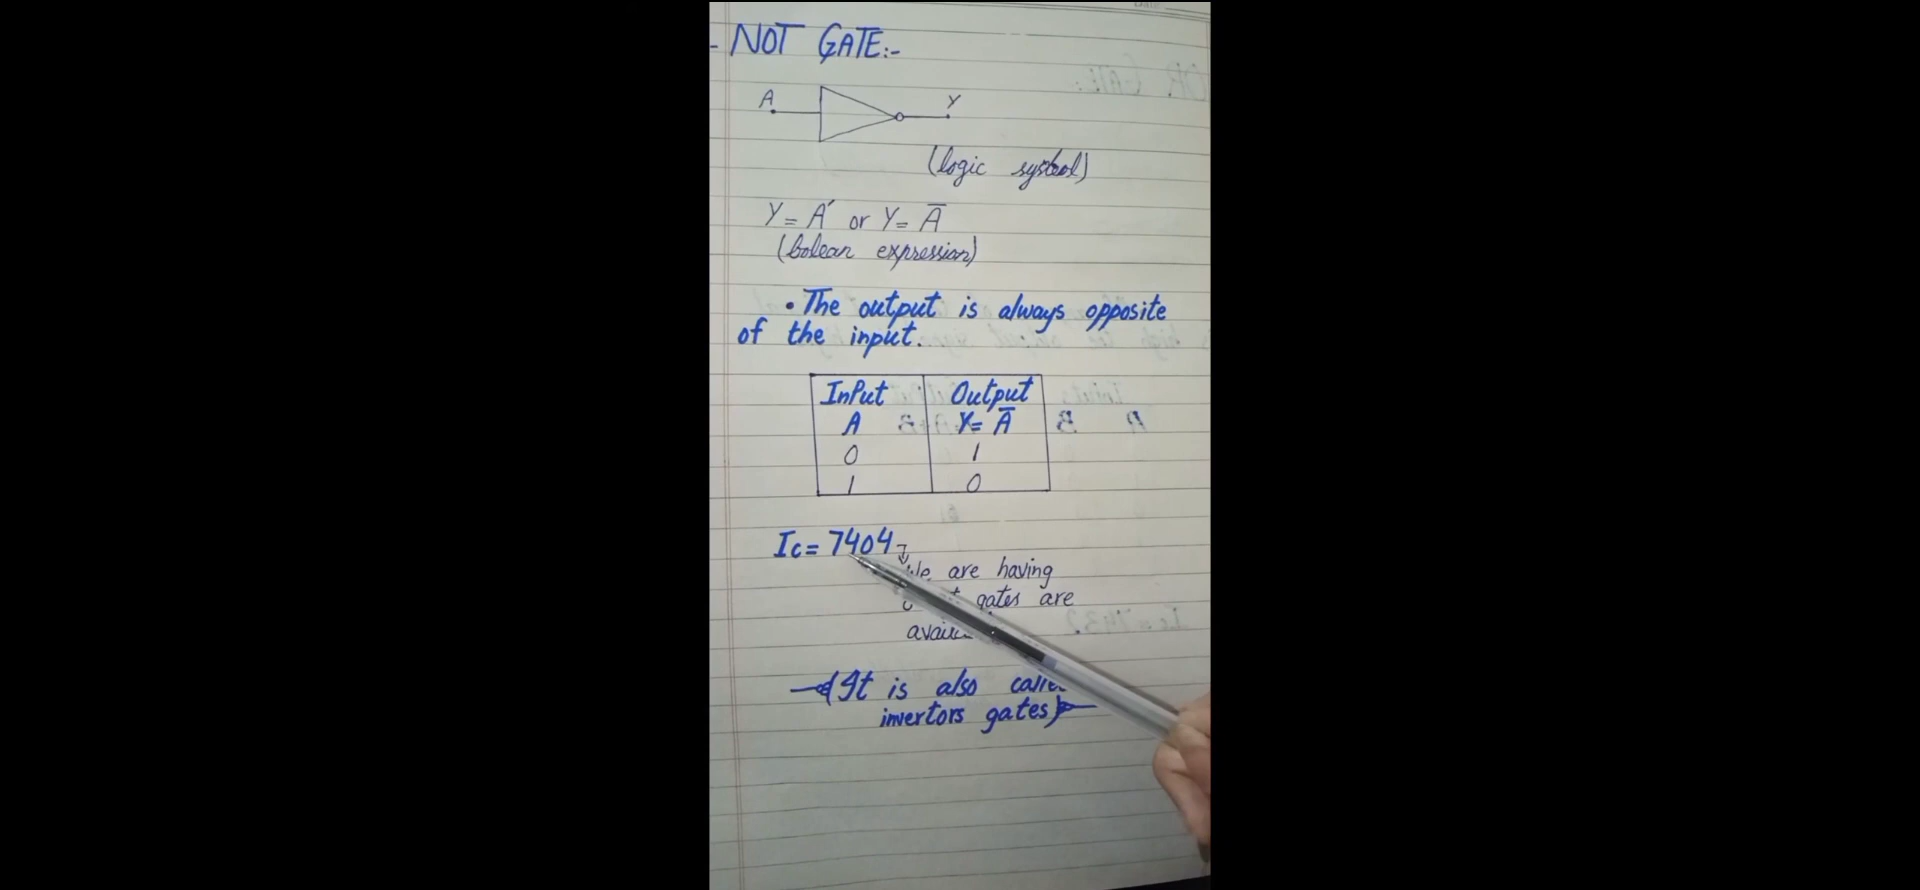 - NOT GATE:-
A Y
(logic symbol)
Y = A' or Y = A̅
(bolean expression)
• The output is always opposite
of the input.
InPut Output
A Y= A̅
0 1
1 0
Ic = 7404
We are having
gates are
(It is also
invertors gates)